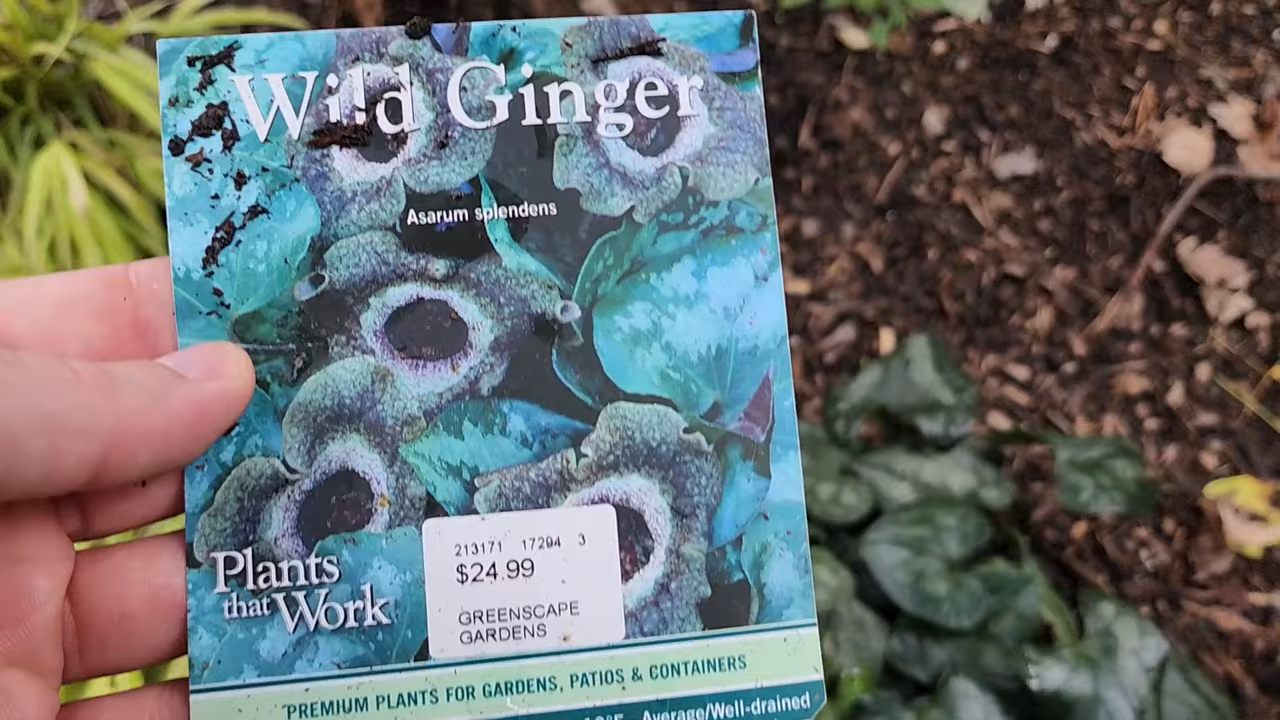 Wild Ginger
Asarum splendens
Plants
that Work
213171 17294 3
$24.99
GREENSCAPE
GARDENS
PREMIUM PLANTS FOR GARDENS, PATIOS & CONTAINERS
Average/Well-drained